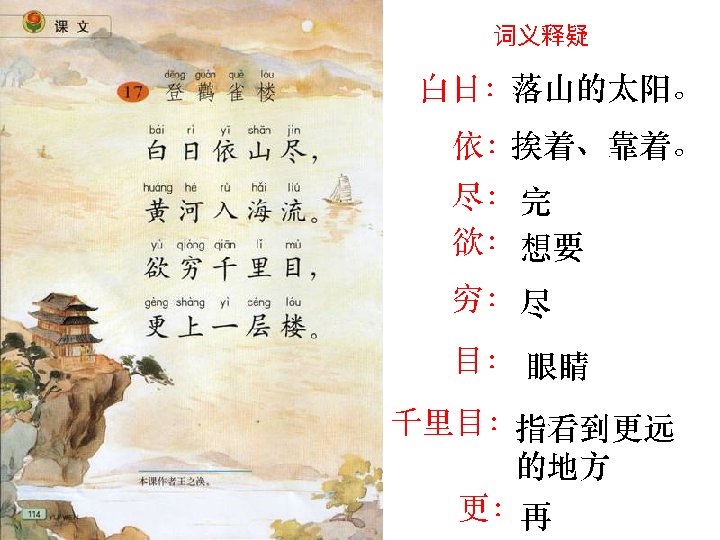 课文
dēng guàn què lóu
17 登鹳雀楼
bái rì yī shān jìn
白日依山尽，
huáng hé rù hǎi liú
黄河入海流。
yù qióng qiān lǐ mù
欲穷千里目，
gèng shàng yì céng lóu
更上一层楼。
本课作者王之涣。
114
词义释疑
白日：落山的太阳。
依：挨着、靠着。
尽：完
欲：想要
穷：尽
目：眼睛
千里目：指看到更远
的地方
更：再